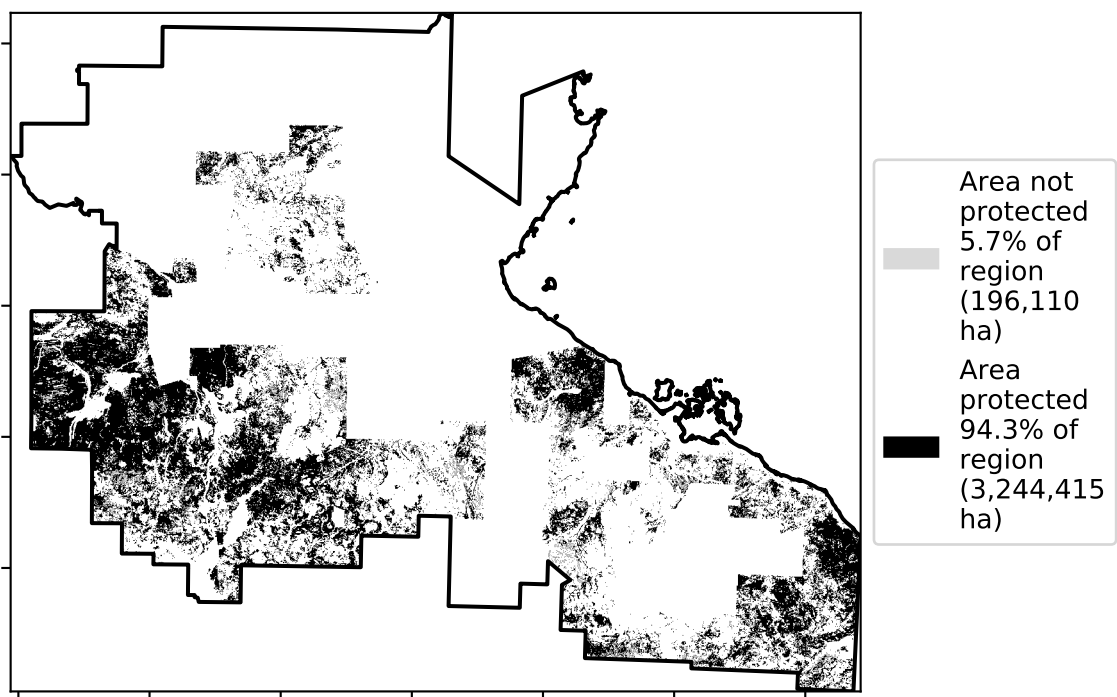 Area not
protected
5.7% of
region
(196,110
ha)
Area
protected
94.3% of
region
(3,244,415
ha)